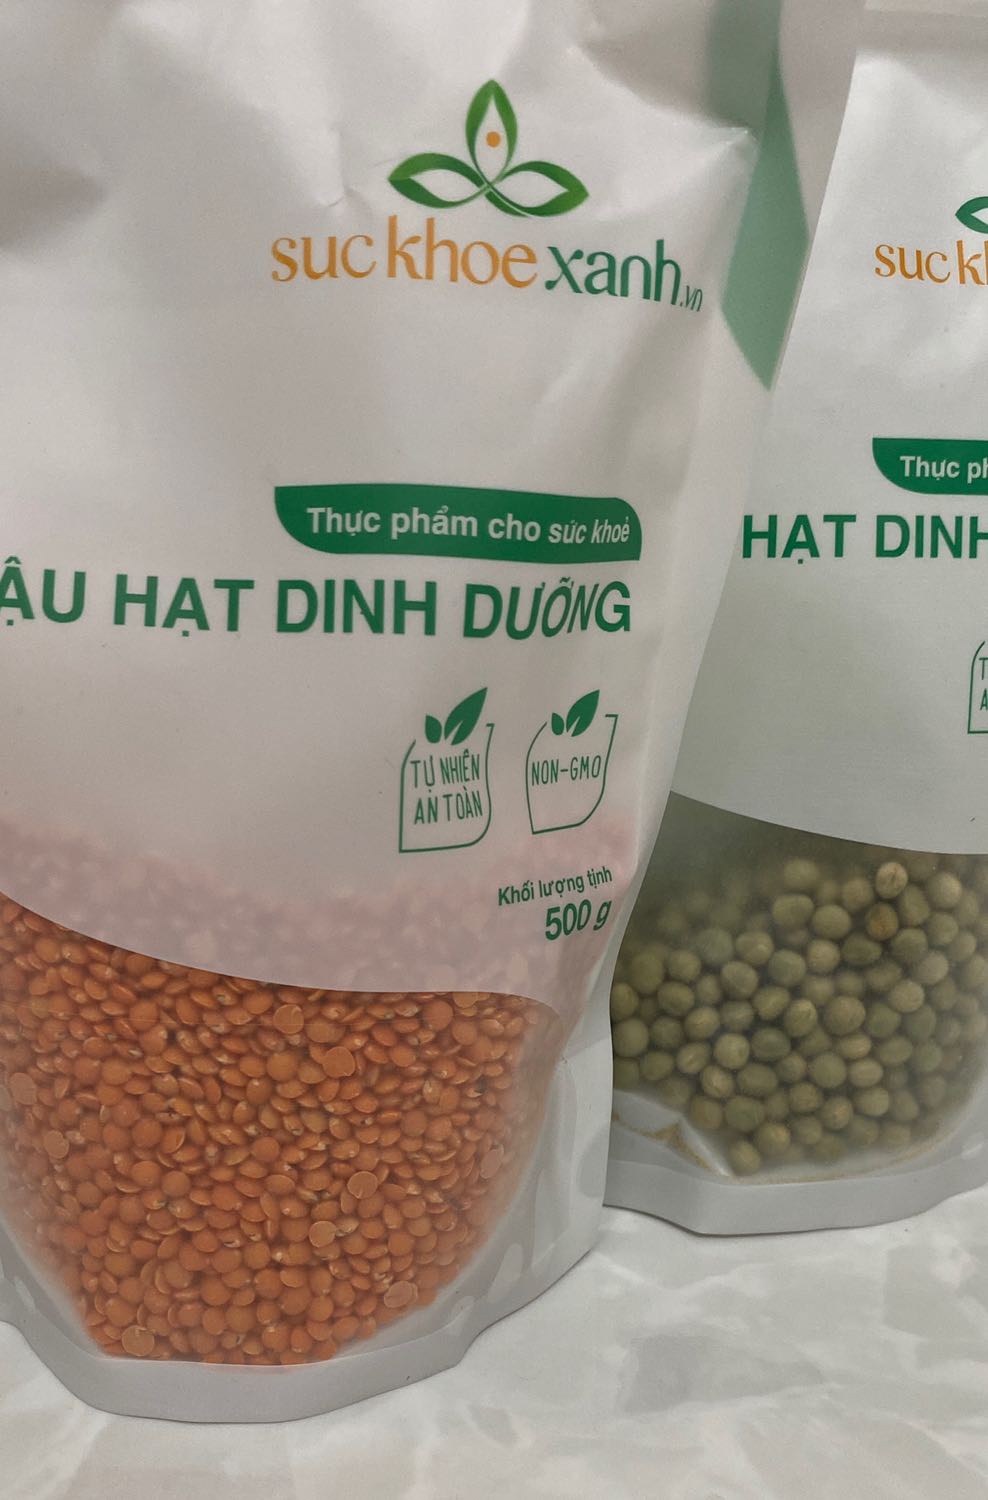 suckhoexanh.vn
Thực phẩm cho sức khoẻ
ẬU HẠT DINH DƯỠNG
TỰ NHIÊN
AN TOÀN
NON-GMO
Khối lượng tịnh
500 g
suc k
Thực ph
HẠT DINH
T
A